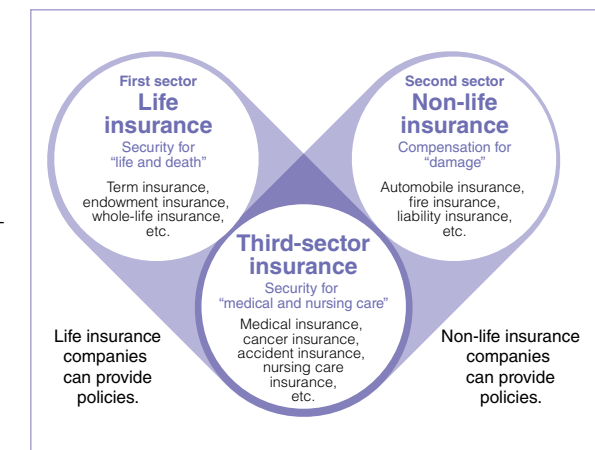 First sector
Life
insurance
Security for
“life and death”
Term insurance,
endowment insurance,
whole-life insurance,
etc.
Second sector
Non-life
insurance
Compensation for
“damage”
Automobile insurance,
fire insurance,
liability insurance,
etc.
Third-sector
insurance
Security for
“medical and nursing care”
Medical insurance,
cancer insurance,
accident insurance,
nursing care
insurance,
etc.
Life insurance
companies
can provide
policies.
Non-life insurance
companies
can provide
policies.